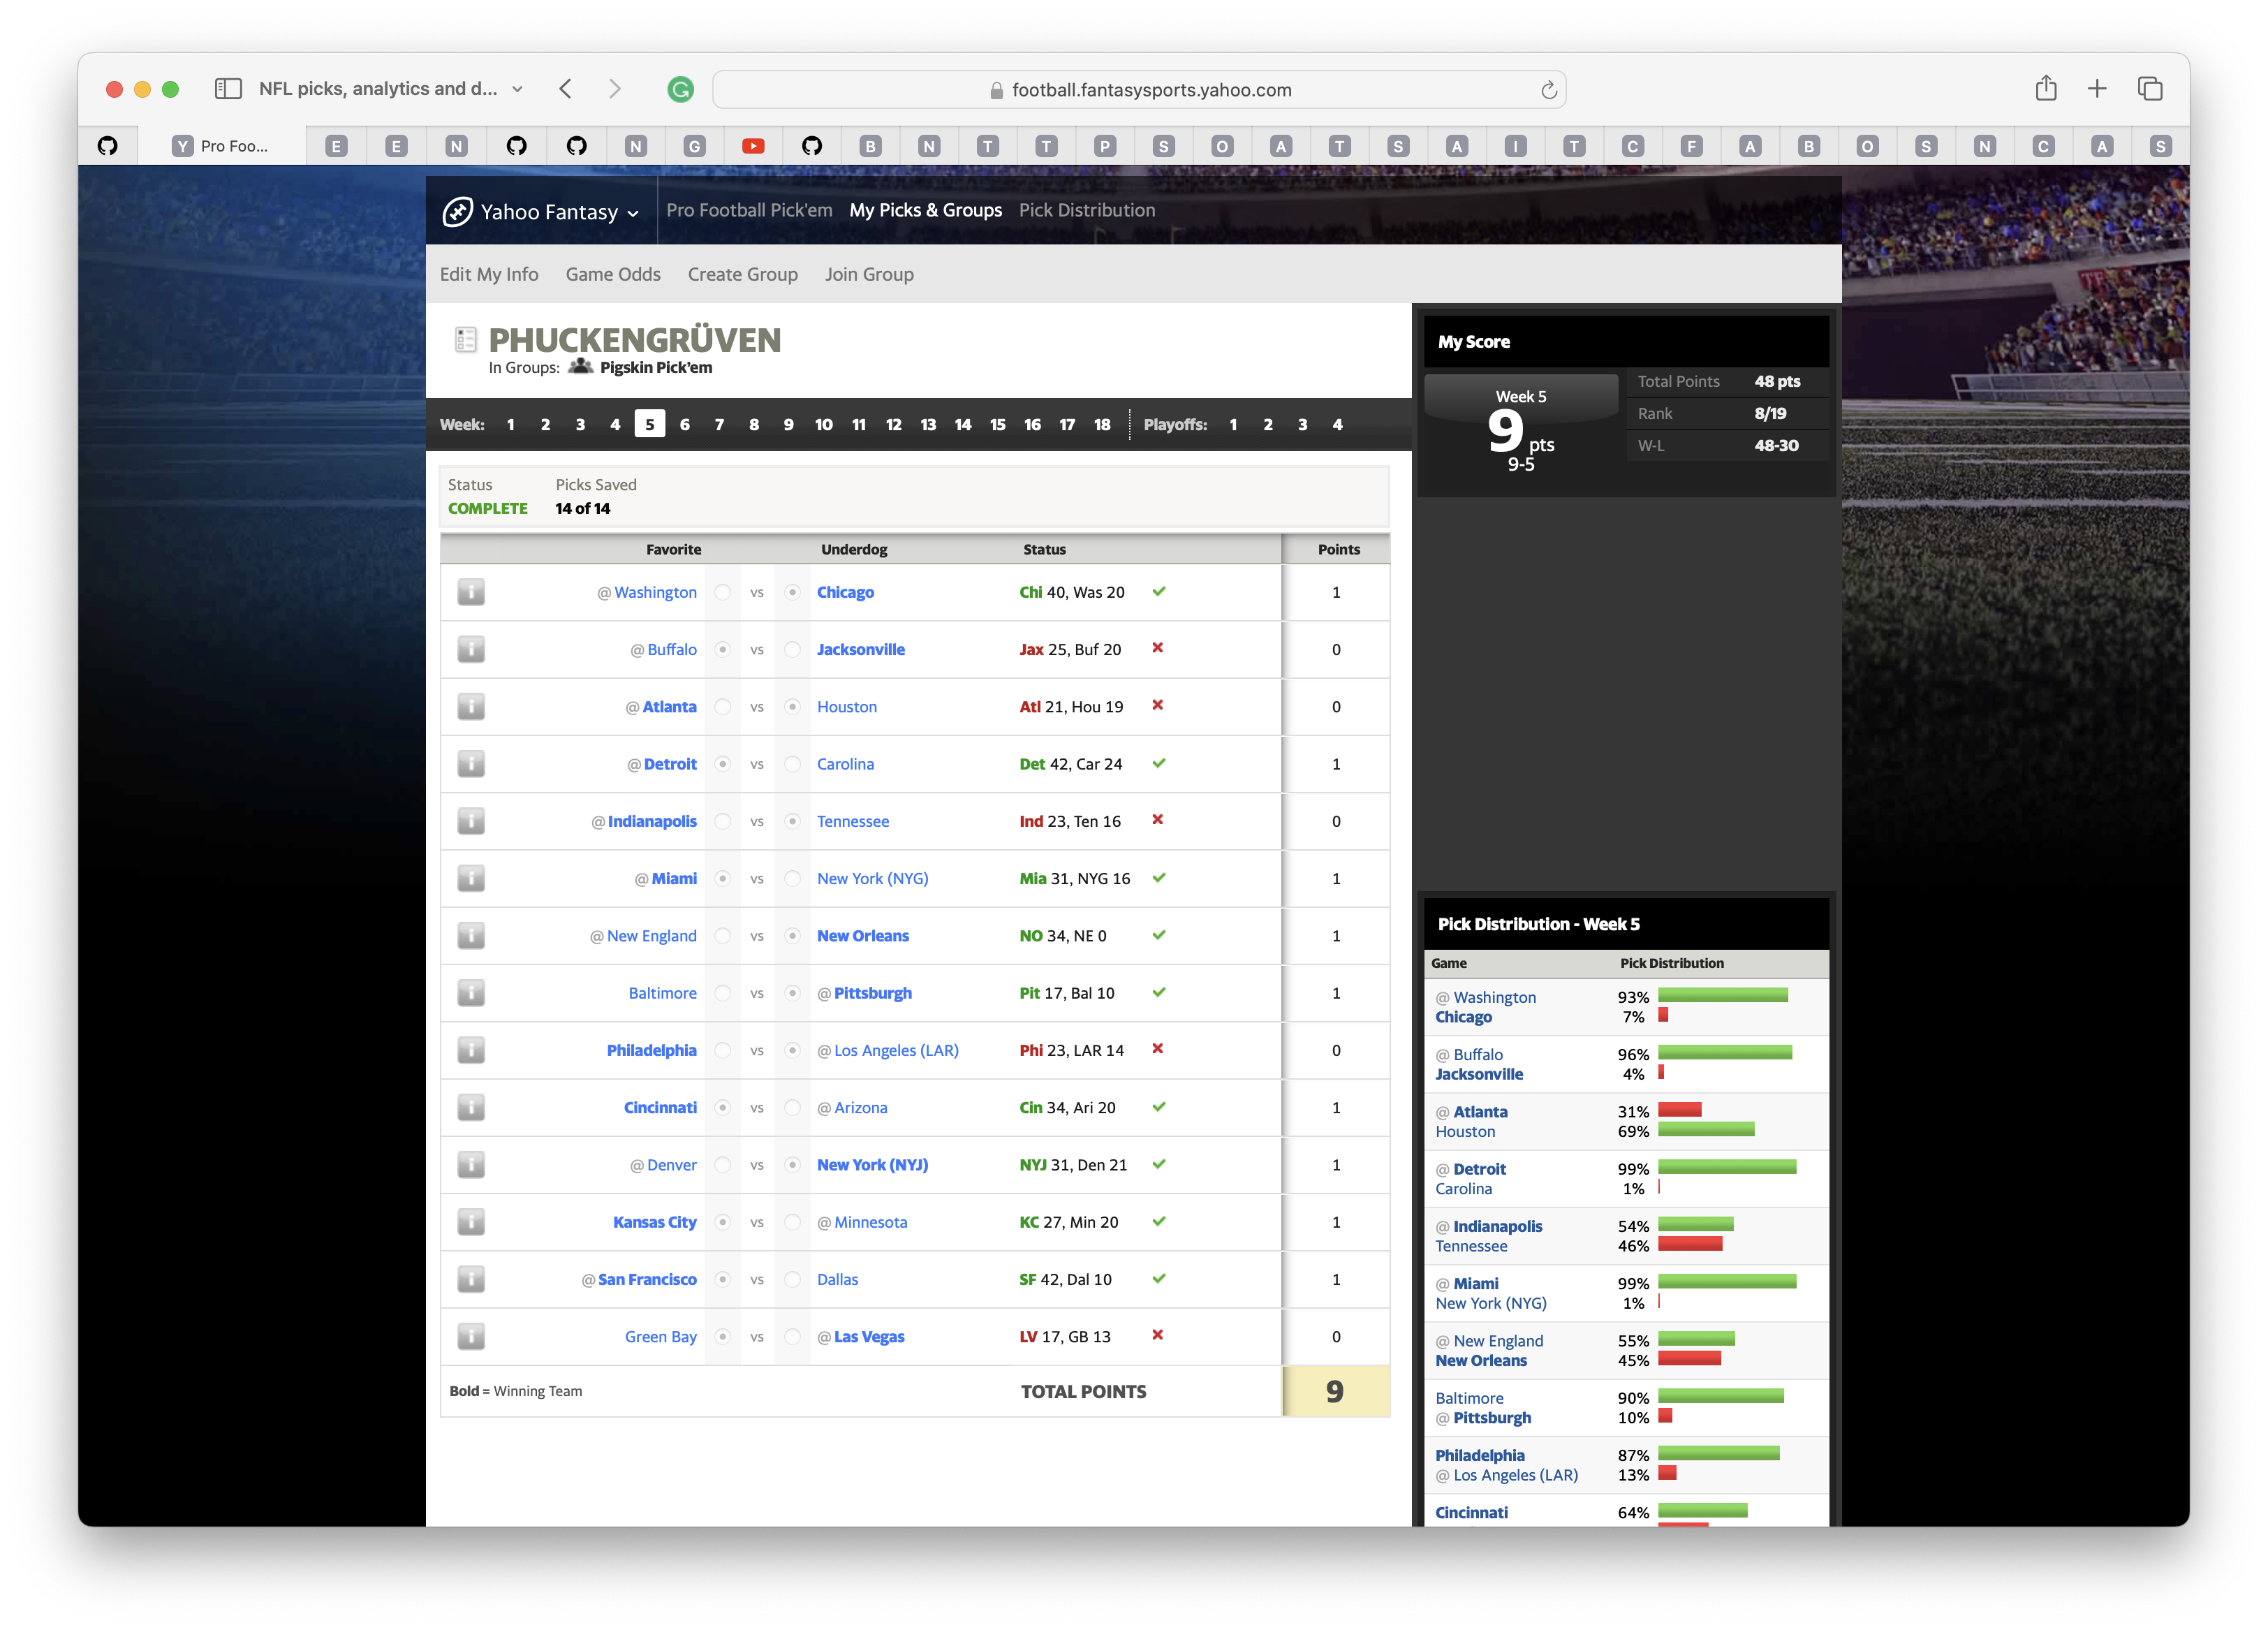 NFL picks, analytics and d...
football.fantasysports.yahoo.com
Y Pro Foo... E E N N G B N T T P S O A T S A I T C F A B O S N C A S
Yahoo Fantasy Pro Football Pick'em My Picks & Groups Pick Distribution
Edit My Info Game Odds Create Group Join Group
PHUCKENGRÜVEN
In Groups: Pigskin Pick'em
Week: 1 2 3 4 5 6 7 8 9 10 11 12 13 14 15 16 17 18 Playoffs: 1 2 3 4
Status Picks Saved
COMPLETE 14 of 14
Favorite Underdog Status Points
@ Washington vs Chicago Chi 40, Was 20 1
@ Buffalo vs Jacksonville Jax 25, Buf 20 0
@ Atlanta vs Houston Atl 21, Hou 19 0
@ Detroit vs Carolina Det 42, Car 24 1
@ Indianapolis vs Tennessee Ind 23, Ten 16 0
@ Miami vs New York (NYG) Mia 31, NYG 16 1
@ New England vs New Orleans NO 34, NE 0 1
Baltimore vs @ Pittsburgh Pit 17, Bal 10 1
Philadelphia vs @ Los Angeles (LAR) Phi 23, LAR 14 0
Cincinnati vs @ Arizona Cin 34, Ari 20 1
@ Denver vs New York (NYJ) NYJ 31, Den 21 1
Kansas City vs @ Minnesota KC 27, Min 20 1
@ San Francisco vs Dallas SF 42, Dal 10 1
Green Bay vs @ Las Vegas LV 17, GB 13 0
Bold = Winning Team TOTAL POINTS 9
My Score
Week 5
9 pts
9-5
Total Points 48 pts
Rank 8/19
W-L 48-30
Pick Distribution - Week 5
Game Pick Distribution
@ Washington 93%
Chicago 7%
@ Buffalo 96%
Jacksonville 4%
@ Atlanta 31%
Houston 69%
@ Detroit 99%
Carolina 1%
@ Indianapolis 54%
Tennessee 46%
@ Miami 99%
New York (NYG) 1%
@ New England 55%
New Orleans 45%
Baltimore 90%
@ Pittsburgh 10%
Philadelphia 87%
@ Los Angeles (LAR) 13%
Cincinnati 64%